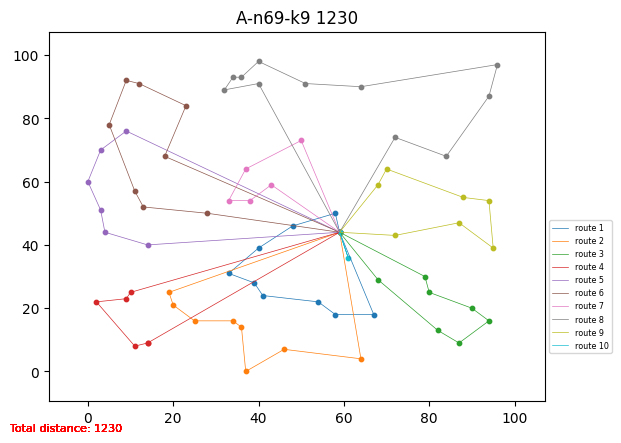 A-n69-k9 1230
100
80
60
40
20
0
0 20 40 60 80 100
route 1
route 2
route 3
route 4
route 5
route 6
route 7
route 8
route 9
route 10
Total distance: 1230